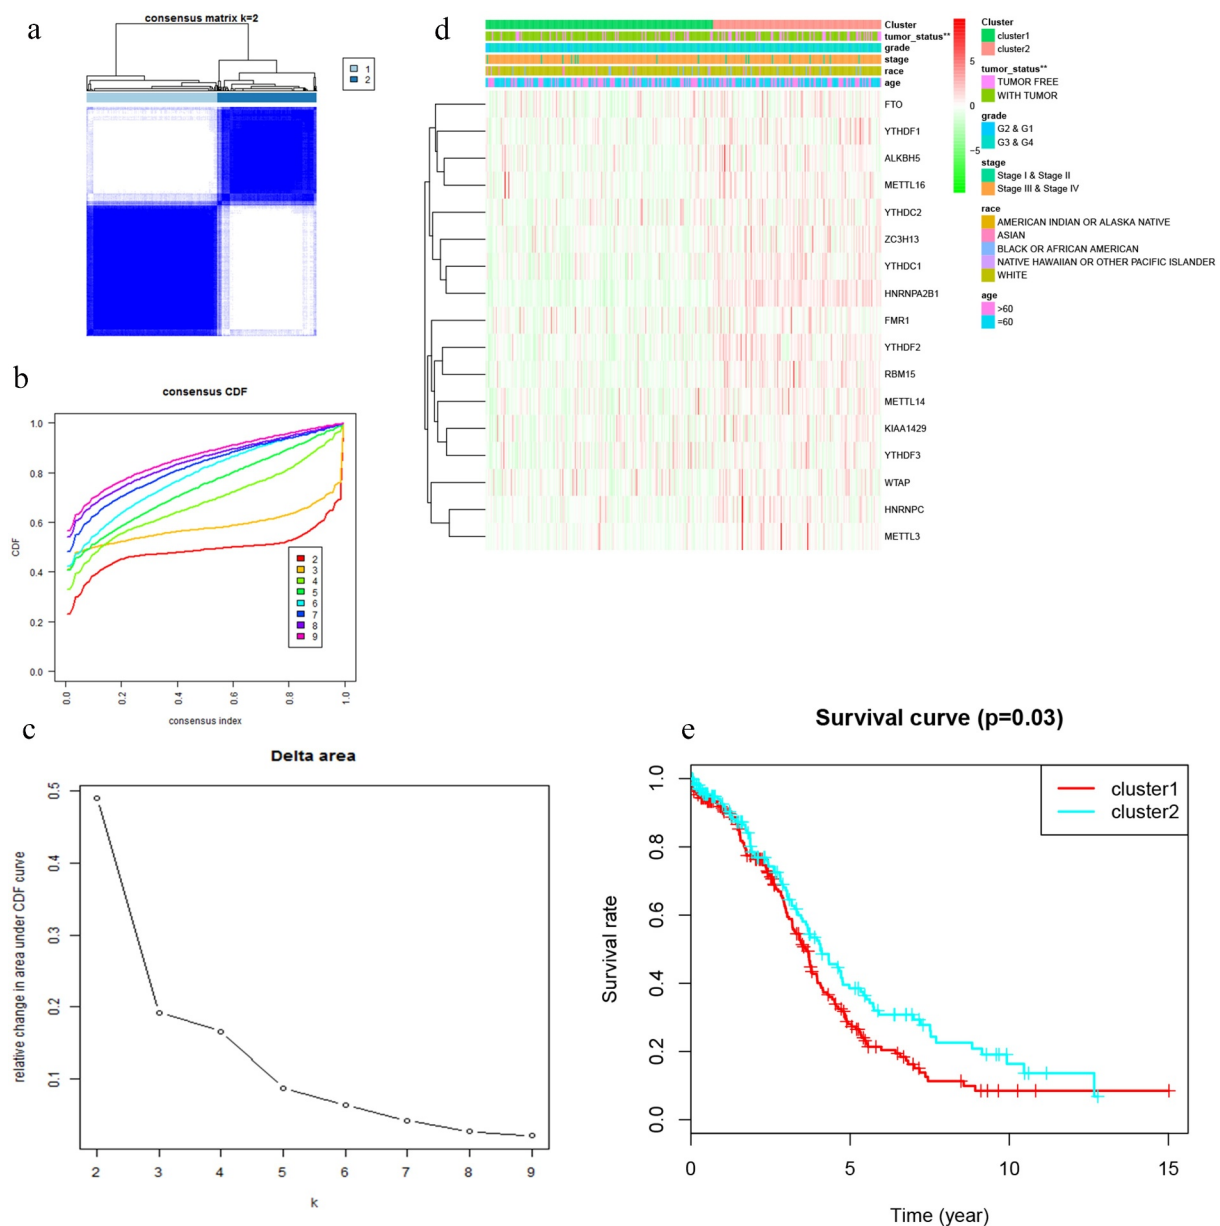 a
consensus matrix k=2
1
2
b
consensus CDF
CDF
1.0
0.8
0.6
0.4
0.2
0.0
2
3
4
5
6
7
8
9
0.0
0.2
0.4
0.6
0.8
1.0
consensus index
c
Delta area
relative change in area under CDF curve
0.5
0.4
0.3
0.2
0.1
2
3
4
5
6
7
8
9
k
d
Cluster
tumor_status**
grade
stage
race
age
FTO
YTHDF1
ALKBH5
METTL16
YTHDC2
ZC3H13
YTHDC1
HNRNPA2B1
FMR1
YTHDF2
RBM15
METTL14
KIAA1429
YTHDF3
WTAP
HNRNPC
METTL3
5
0
−5
Cluster
cluster1
cluster2
tumor_status**
TUMOR FREE
WITH TUMOR
grade
G2 & G1
G3 & G4
stage
Stage I & Stage II
Stage III & Stage IV
race
AMERICAN INDIAN OR ALASKA NATIVE
ASIAN
BLACK OR AFRICAN AMERICAN
NATIVE HAWAIIAN OR OTHER PACIFIC ISLANDER
WHITE
age
>60
=60
e
Survival curve (p=0.03)
cluster1
cluster2
Survival rate
1.0
0.8
0.6
0.4
0.2
0.0
0
5
10
15
Time (year)